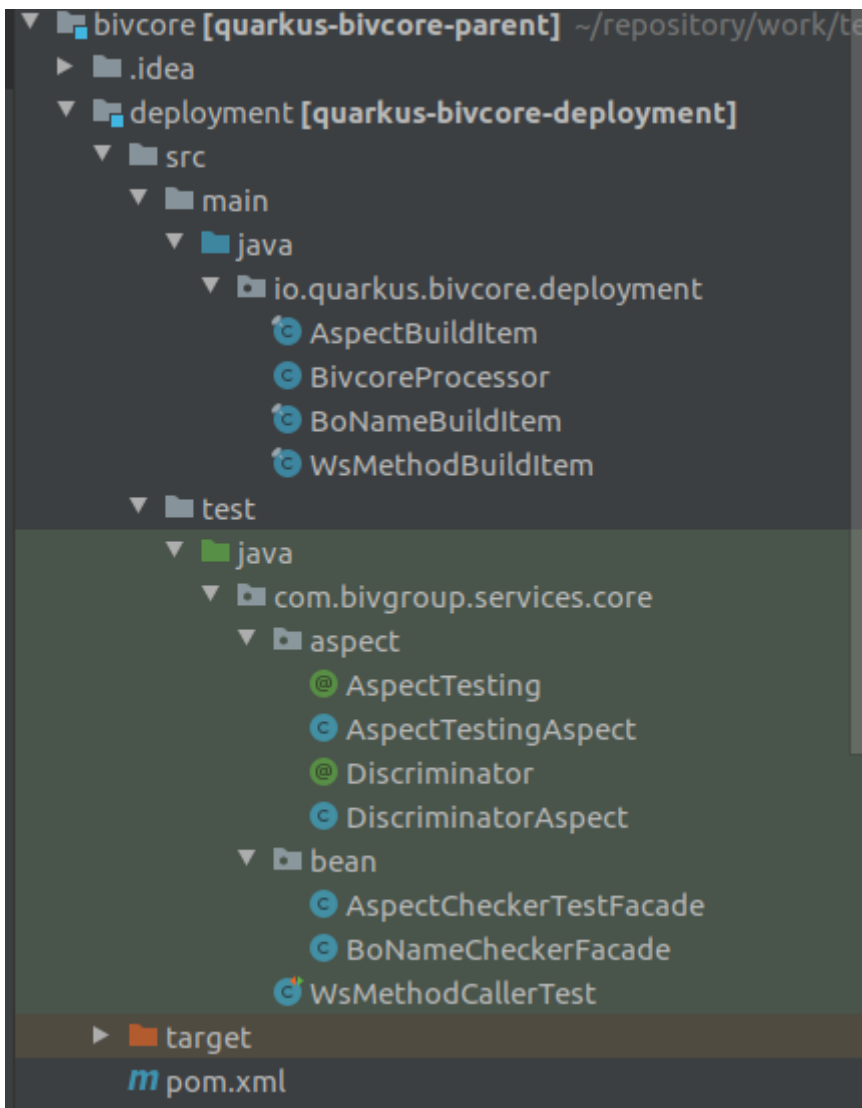 bivcore [quarkus-bivcore-parent] ~/repository/work/te
.idea
deployment [quarkus-bivcore-deployment]
src
main
java
io.quarkus.bivcore.deployment
AspectBuildItem
BivcoreProcessor
BoNameBuildItem
WsMethodBuildItem
test
java
com.bivgroup.services.core
aspect
AspectTesting
AspectTestingAspect
Discriminator
DiscriminatorAspect
bean
AspectCheckerTestFacade
BoNameCheckerFacade
WsMethodCallerTest
target
pom.xml